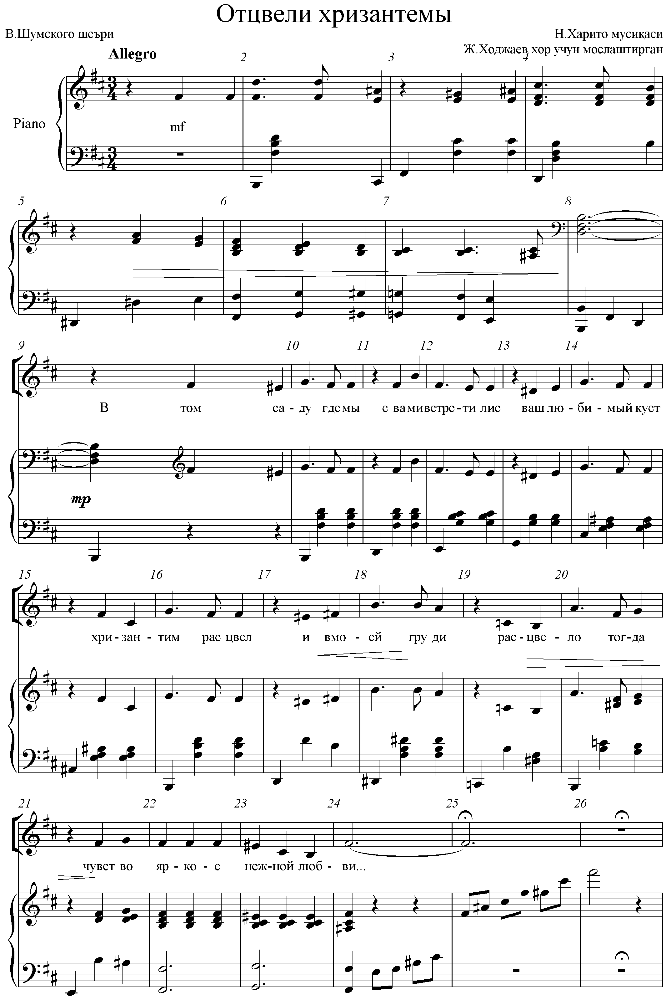 Отцвели хризантемы
В.Шумского шеъри
Н.Харито мусиқаси
Ж.Ходжаев хор учун мослаштирган
Allegro
2 3 4
Piano
mf
5 6 7 8
9 10 11 12 13 14
В том са - ду где мы с вами встре - ти лис ваш лю - би - мый куст
mp
15 16 17 18 19 20
хри - зан - тим рас цвел и вмо - ей гру ди рас - цве - ло тог - да
21 22 23 24 25 26
чувст во яр - ко - е неж - ной люб - ви...